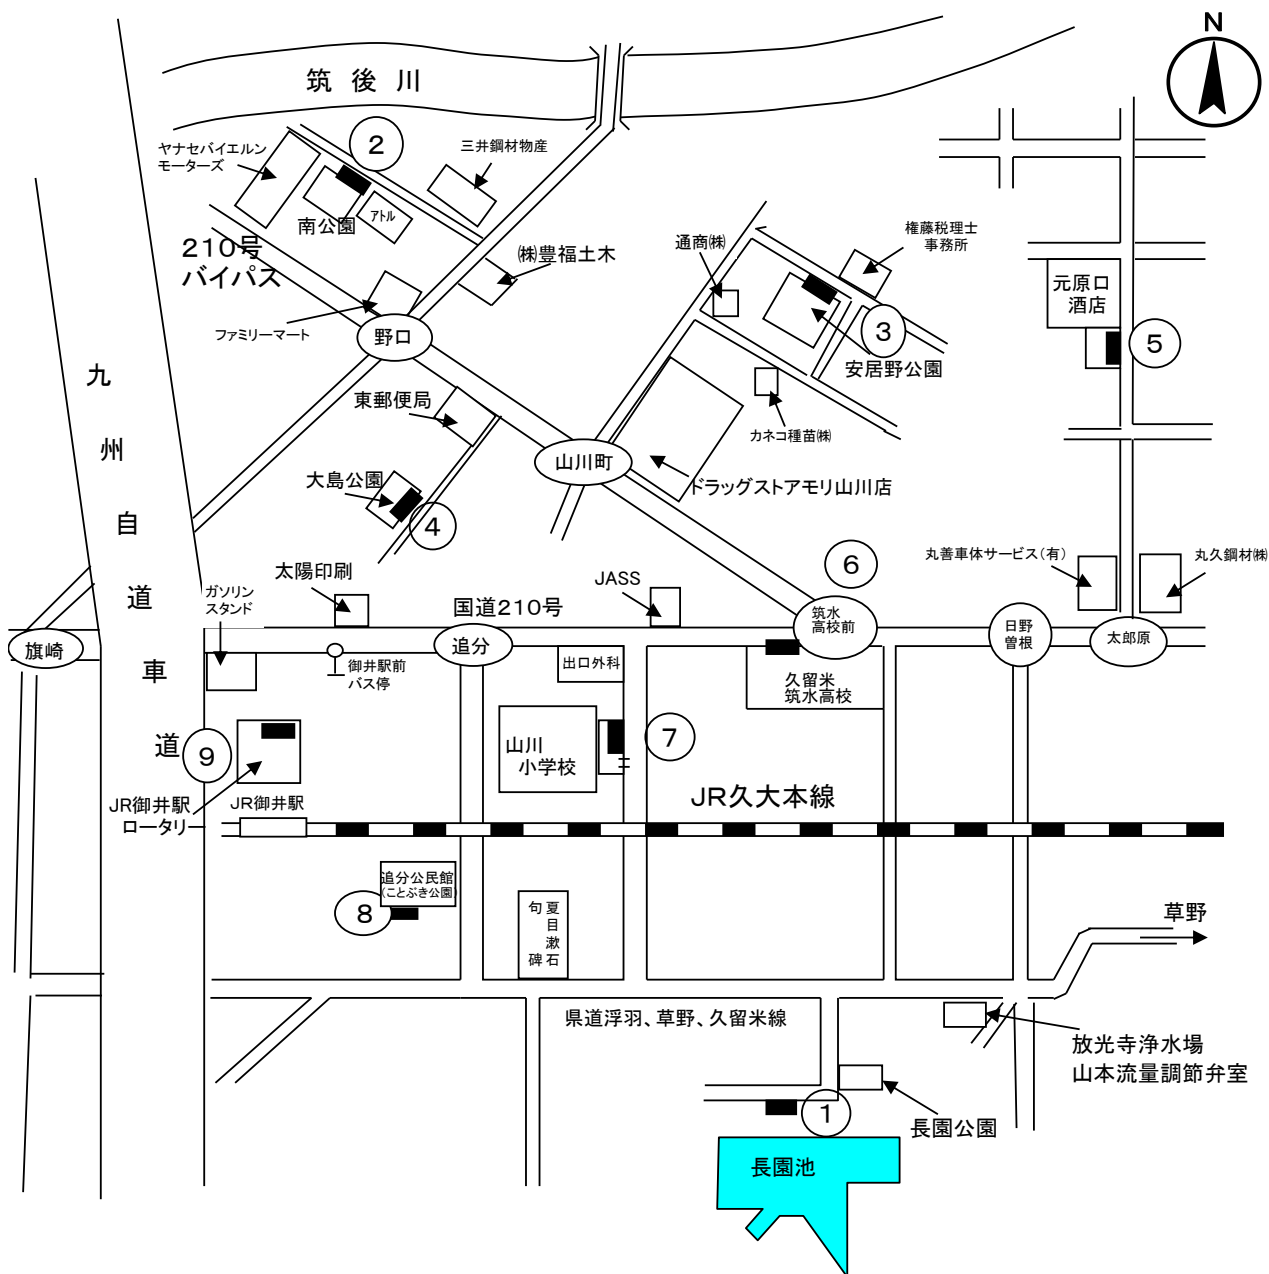 N
筑後川
ヤナセバイエルン
モーターズ
②
三井鋼材物産
南公園
アトル
210号
バイパス
㈱豊福土木
ファミリーマート
野口
通商㈱
権藤税理士
事務所
③
安居野公園
元原口
酒店
⑤
東郵便局
カネコ種苗㈱
山川町
ドラッグストアモリ山川店
大島公園
④
九州自道車道
太陽印刷
ガソリン
スタンド
国道210号
JASS
⑥
丸善車体サービス(有)
丸久鋼材㈱
旗崎
追分
筑水
高校前
日野
曽根
太郎原
御井駅前
バス停
出口外科
久留米
筑水高校
山川
小学校
⑦
⑨
JR御井駅
ロータリー
JR御井駅
JR久大本線
追分公民館
(ことぶき公園)
⑧
夏目漱石
句碑
草野
県道浮羽、草野、久留米線
放光寺浄水場
山本流量調節弁室
①
長園公園
長園池